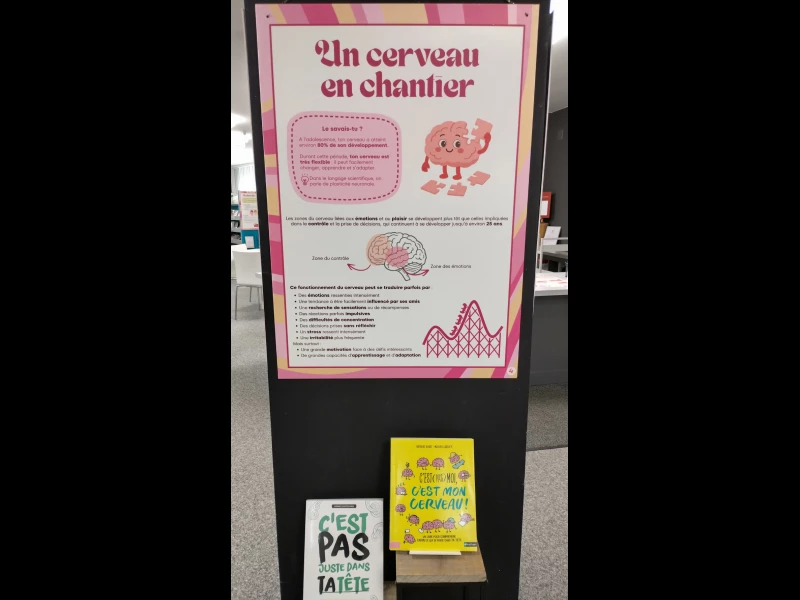 Un cerveau
en chantier
Le savais-tu ?
A l'adolescence, ton cerveau a atteint
environ 80% de son développement.
Durant cette période, ton cerveau est
très flexible : il peut facilement
changer, apprendre et s'adapter.
Dans le langage scientifique, on
parle de plasticité neuronale.
Les zones du cerveau liées aux émotions et au plaisir se développent plus tôt que celles impliquées
dans le contrôle et la prise de décisions, qui continuent à se développer jusqu'à environ 25 ans.
Zone du contrôle
Zone des émotions
Ce fonctionnement du cerveau peut se traduire parfois par :
• Des émotions ressenties intensément
• Une tendance à être facilement influencé par ses amis
• Une recherche de sensations ou de récompenses
• Des réactions parfois impulsives
• Des difficultés de concentration
• Des décisions prises sans réfléchir
• Un stress ressenti intensément
• Une irritabilité plus fréquente
Mais surtout :
• Une grande motivation face à des défis intéressants
• De grandes capacités d'apprentissage et d'adaptation
C'EST (PAS) MOI,
C'EST MON
CERVEAU !
C'EST
PAS
JUSTE DANS
TA TÊTE